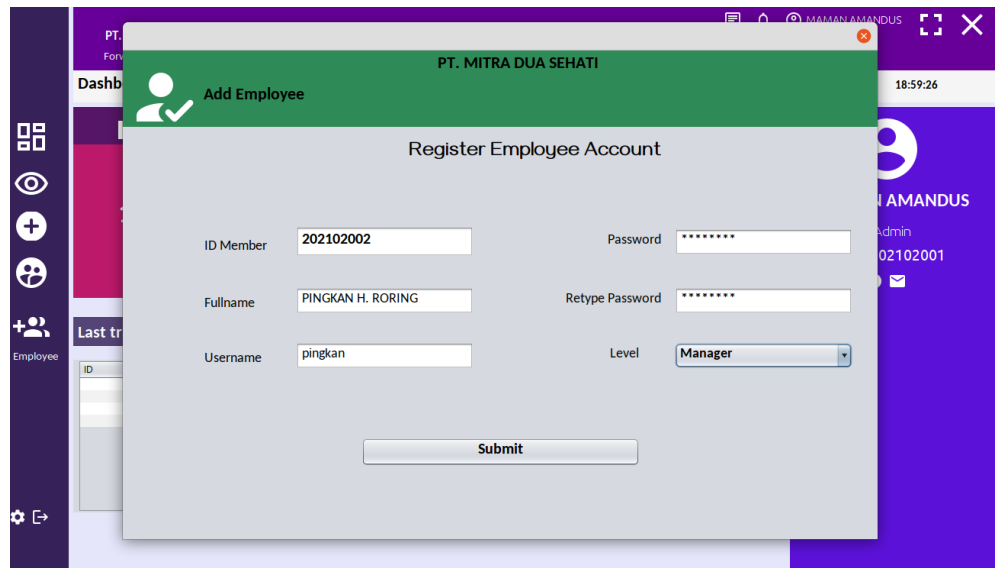 MAMAN AMANDUS
PT.
PT. MITRA DUA SEHATI
Add Employee
Dashb
18:59:26
Register Employee Account
AMANDUS
Admin
02102001
ID Member
202102002
Password
********
Fullname
PINGKAN H. RORING
Retype Password
********
Username
pingkan
Level
Manager
Submit
Last tr
Employee
ID